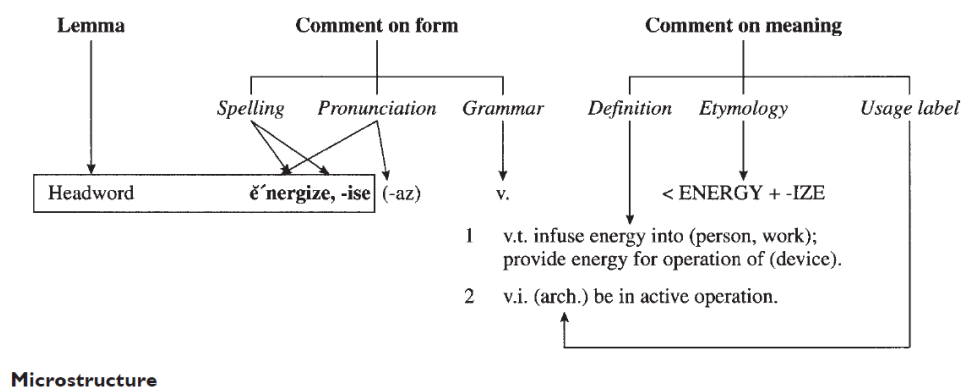 Lemma Comment on form Comment on meaning
Spelling Pronunciation Grammar Definition Etymology Usage label
Headword ĕ´nergize, -ise (-az) v. < ENERGY + -IZE
1 v.t. infuse energy into (person, work);
provide energy for operation of (device).
2 v.i. (arch.) be in active operation.
Microstructure